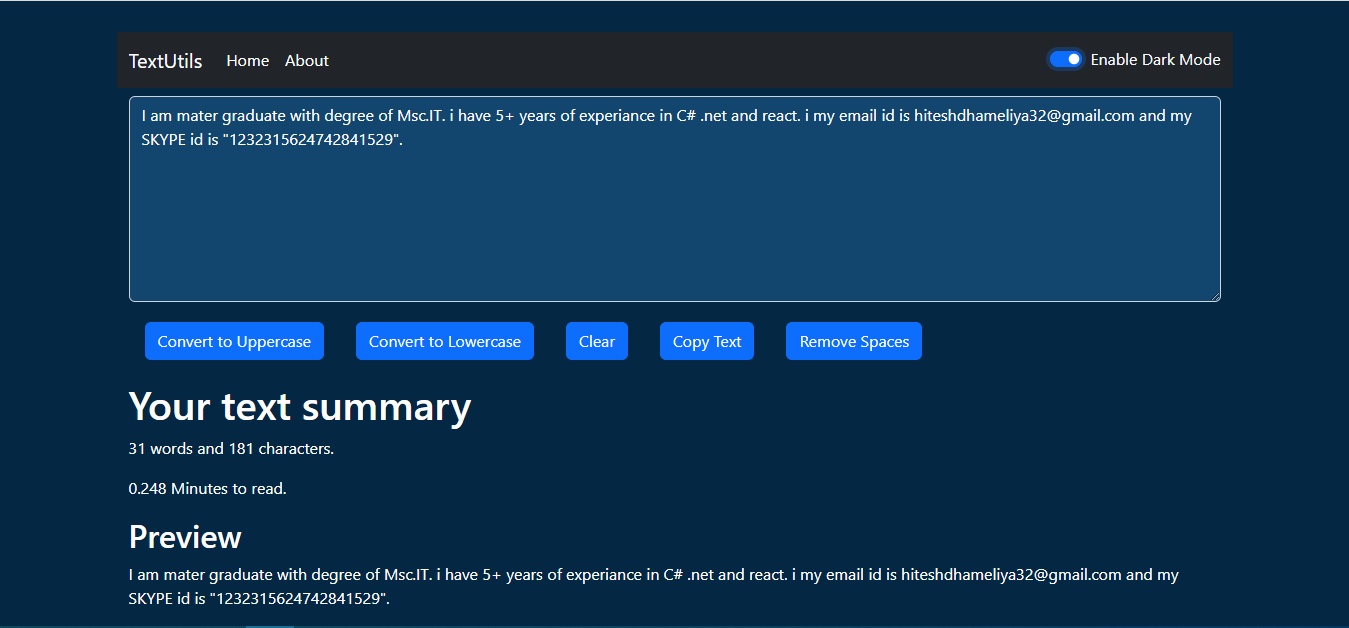 TextUtils Home About Enable Dark Mode
I am mater graduate with degree of Msc.IT. i have 5+ years of experiance in C# .net and react. i my email id is hiteshdhameliya32@gmail.com and my
SKYPE id is "1232315624742841529".
Convert to Uppercase Convert to Lowercase Clear Copy Text Remove Spaces
Your text summary
31 words and 181 characters.
0.248 Minutes to read.
Preview
I am mater graduate with degree of Msc.IT. i have 5+ years of experiance in C# .net and react. i my email id is hiteshdhameliya32@gmail.com and my
SKYPE id is "1232315624742841529".